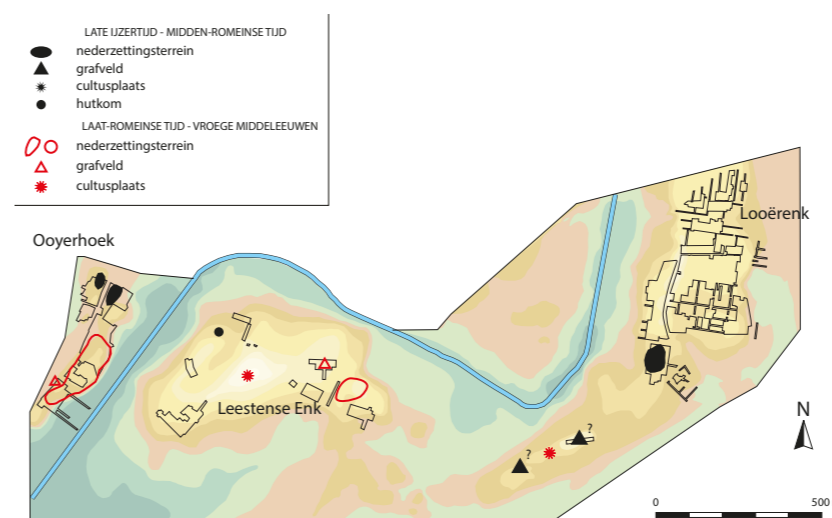 LATE IJZERTIJD - MIDDEN-ROMEINSE TIJD
nederzettingsterrein
grafveld
cultusplaats
hutkom
LAAT-ROMEINSE TIJD - VROEGE MIDDELEEUWEN
nederzettingsterrein
grafveld
cultusplaats
Looërenk
Ooyerhoek
Leestense Enk
N
?
?
0
500